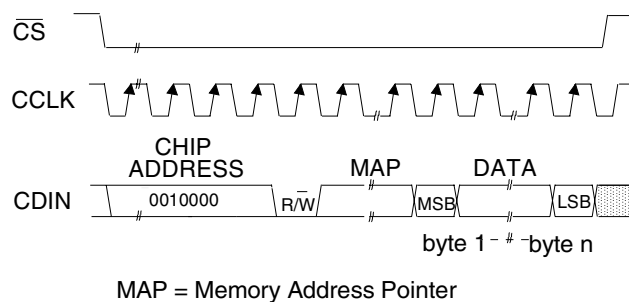 CS
CCLK
CHIP
ADDRESS
MAP
DATA
CDIN
0010000
R/W
MSB
LSB
byte 1
byte n
MAP = Memory Address Pointer